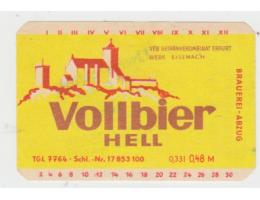 I II III IV V VI VII VIII IX X XI XII
VEB GETRÄNKEKOMBINAT ERFURT
WERK EISENACH
BRAUEREI-ABZUG
Vollbier
HELL
TGL 7764 - Schl.-Nr. 17 853 100
0,33 l 0,48 M
2 4 6 8 10 12 14 16 18 20 22 24 26 28 30